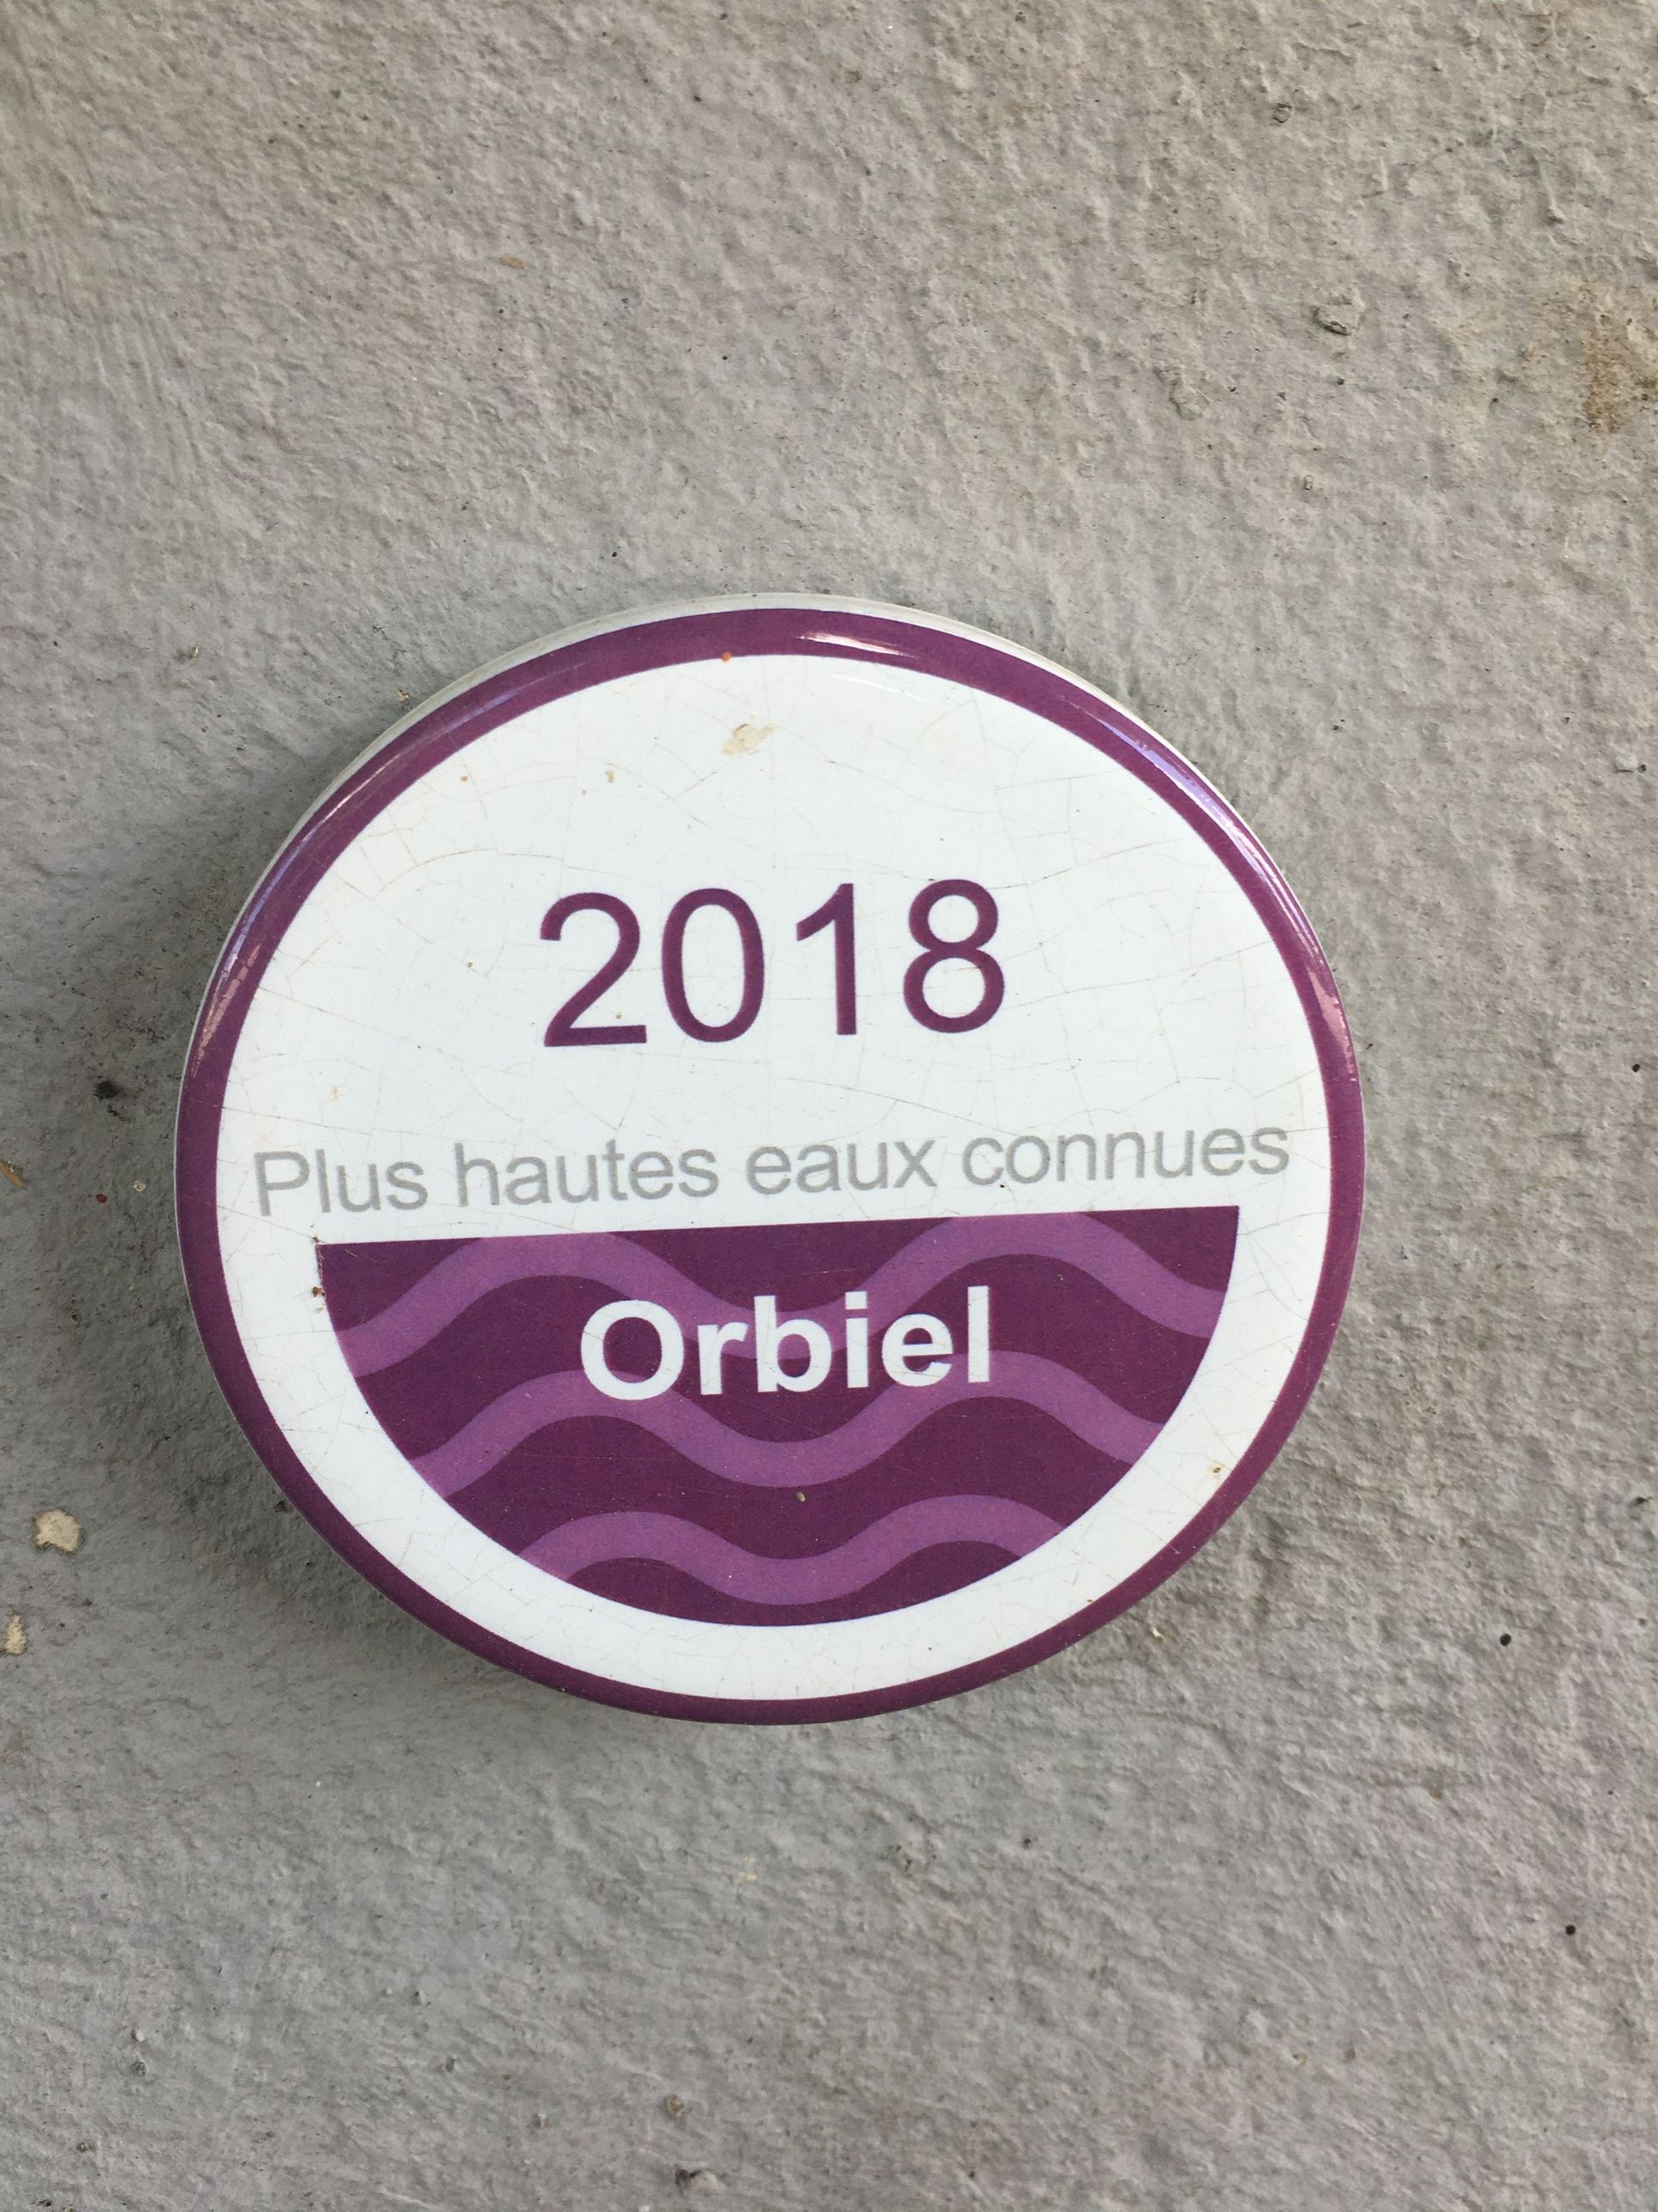 2018
Plus hautes eaux connues
Orbiel